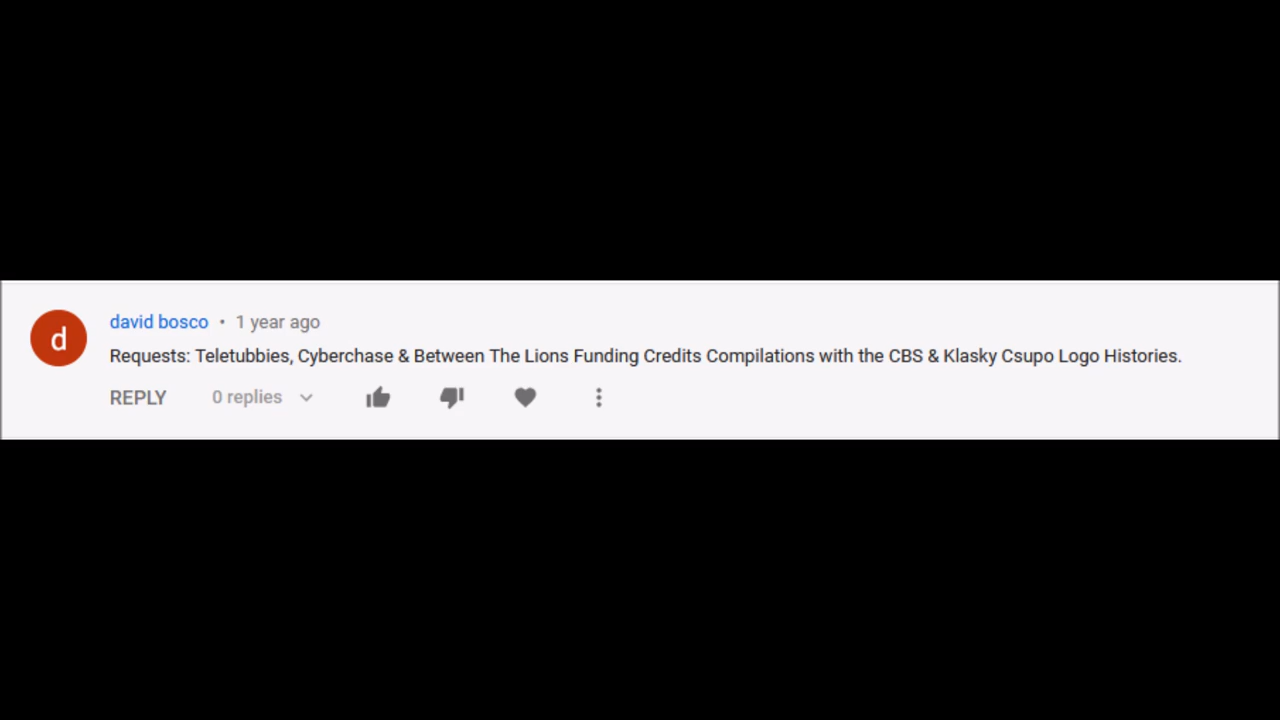 d
david bosco • 1 year ago
Requests: Teletubbies, Cyberchase & Between The Lions Funding Credits Compilations with the CBS & Klasky Csupo Logo Histories.
REPLY 0 replies